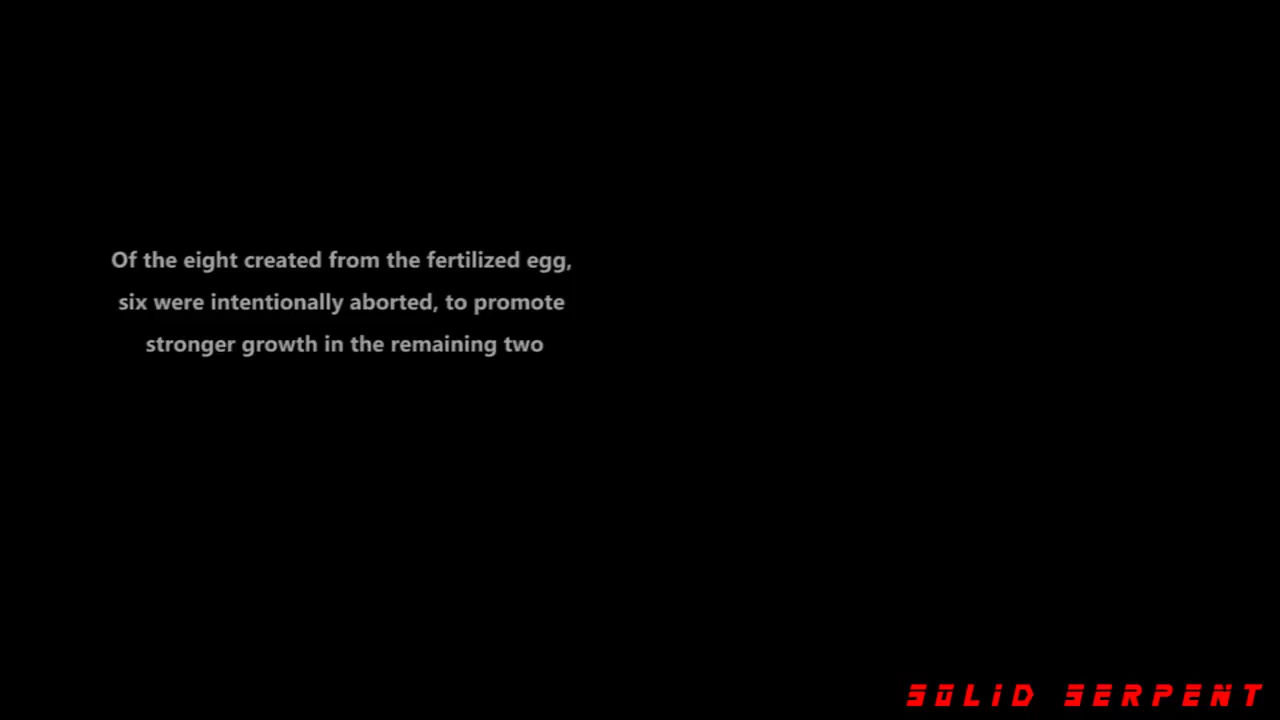 Of the eight created from the fertilized egg,
six were intentionally aborted, to promote
stronger growth in the remaining two
SOLID SERPENT